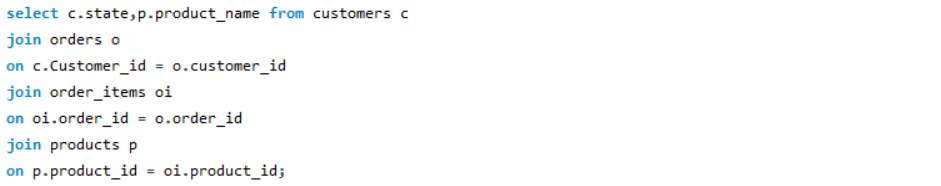 select c.state,p.product_name from customers c
join orders o
on c.Customer_id = o.customer_id
join order_items oi
on oi.order_id = o.order_id
join products p
on p.product_id = oi.product_id;